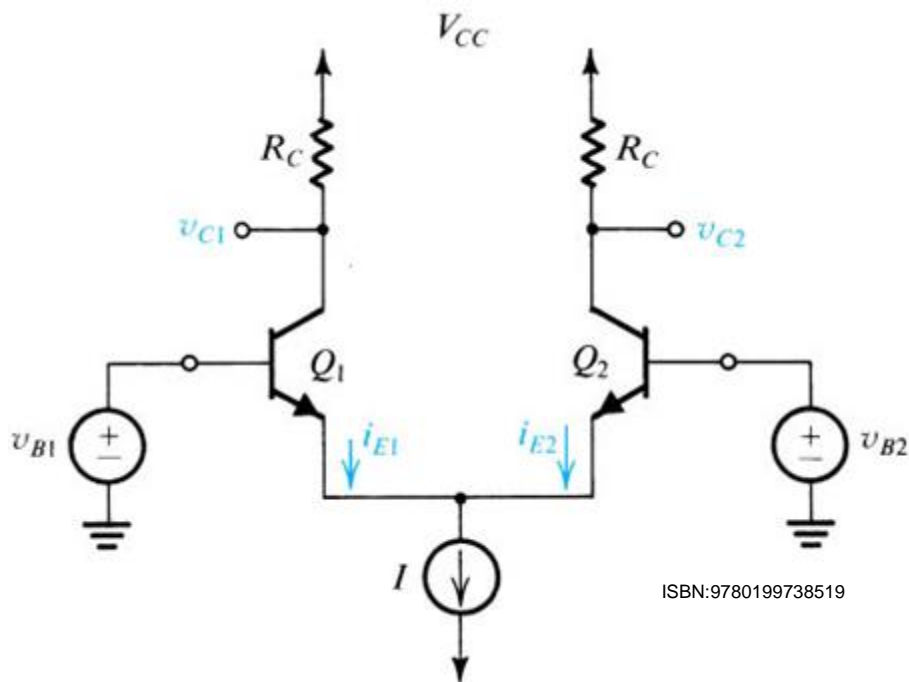 V_CC
R_C R_C
v_C1 v_C2
Q_1 Q_2
v_B1 i_E1 i_E2 v_B2
+ +
− −
I
ISBN:9780199738519